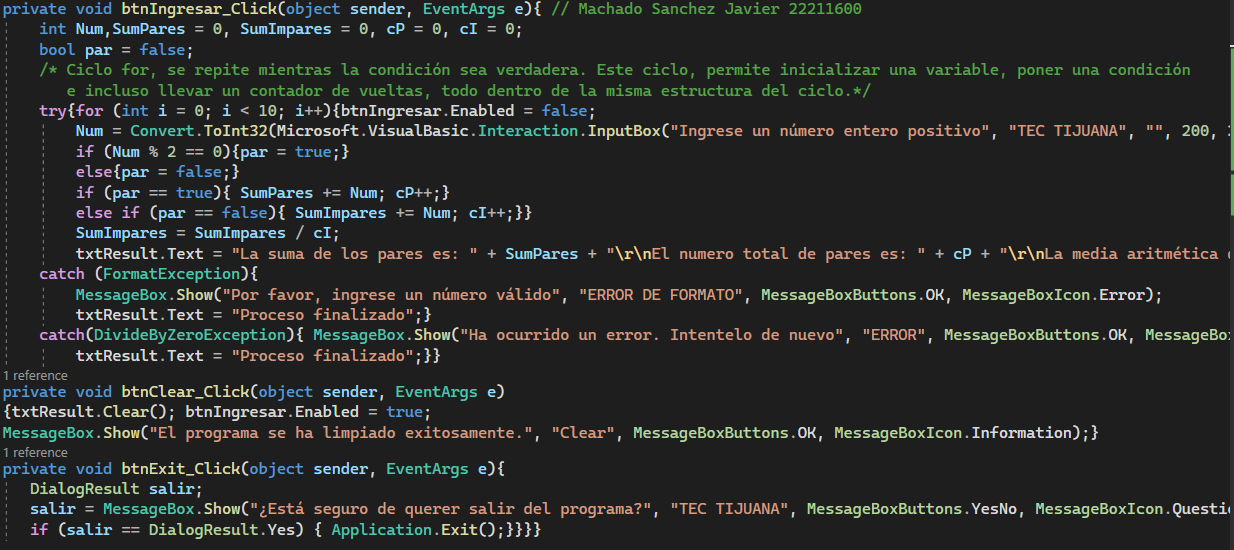 private void btnIngresar_Click(object sender, EventArgs e){ // Machado Sanchez Javier 22211600
int Num,SumPares = 0, SumImpares = 0, cP = 0, cI = 0;
bool par = false;
/* Ciclo for, se repite mientras la condición sea verdadera. Este ciclo, permite inicializar una variable, poner una condición
e incluso llevar un contador de vueltas, todo dentro de la misma estructura del ciclo.*/
try{for (int i = 0; i < 10; i++){btnIngresar.Enabled = false;
Num = Convert.ToInt32(Microsoft.VisualBasic.Interaction.InputBox("Ingrese un número entero positivo", "TEC TIJUANA", "", 200,
if (Num % 2 == 0){par = true;}
else{par = false;}
if (par == true){ SumPares += Num; cP++;}
else if (par == false){ SumImpares += Num; cI++;}}
SumImpares = SumImpares / cI;
txtResult.Text = "La suma de los pares es: " + SumPares + "\r\nEl numero total de pares es: " + cP + "\r\nLa media aritmética
catch (FormatException){
MessageBox.Show("Por favor, ingrese un número válido", "ERROR DE FORMATO", MessageBoxButtons.OK, MessageBoxIcon.Error);
txtResult.Text = "Proceso finalizado";}
catch(DivideByZeroException){ MessageBox.Show("Ha ocurrido un error. Intentelo de nuevo", "ERROR", MessageBoxButtons.OK, MessageBo
txtResult.Text = "Proceso finalizado";}}
1 reference
private void btnClear_Click(object sender, EventArgs e)
{txtResult.Clear(); btnIngresar.Enabled = true;
MessageBox.Show("El programa se ha limpiado exitosamente.", "Clear", MessageBoxButtons.OK, MessageBoxIcon.Information);}
1 reference
private void btnExit_Click(object sender, EventArgs e){
DialogResult salir;
salir = MessageBox.Show("¿Está seguro de querer salir del programa?", "TEC TIJUANA", MessageBoxButtons.YesNo, MessageBoxIcon.Questi
if (salir == DialogResult.Yes) { Application.Exit();}}}}